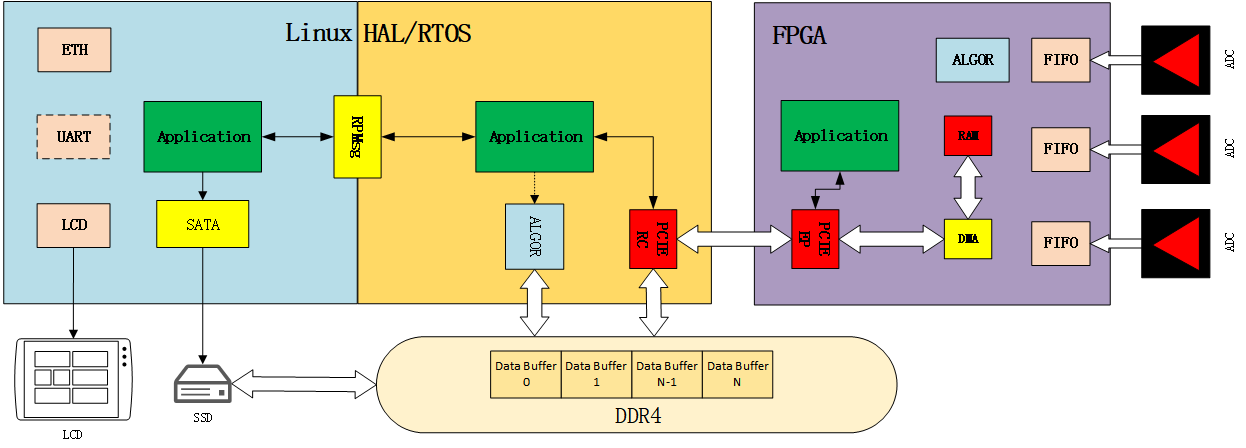 Linux
HAL/RTOS
FPGA
ETH
UART
LCD
Application
SATA
RPMsg
Application
ALGOR
PCIE
RC
Application
PCIE
EP
ALGOR
RAM
DMA
FIFO
FIFO
FIFO
ADC
ADC
ADC
LCD
SSD
Data Buffer
0
Data Buffer
1
Data Buffer
N-1
Data Buffer
N
DDR4